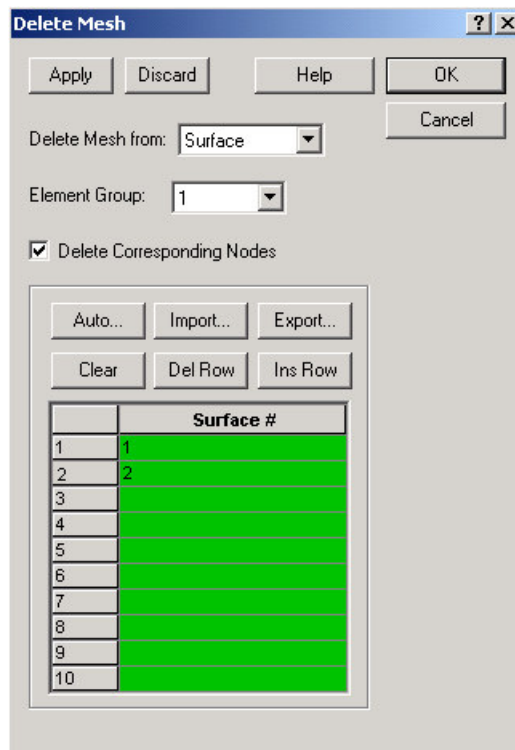 Delete Mesh
Apply Discard Help OK
Cancel
Delete Mesh from: Surface
Element Group: 1
Delete Corresponding Nodes
Auto... Import... Export...
Clear Del Row Ins Row
Surface #
1 1
2 2
3
4
5
6
7
8
9
10